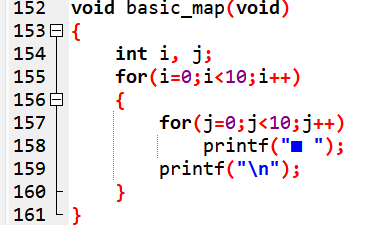 152 void basic_map(void)
153 {
154     int i, j;
155     for(i=0;i<10;i++)
156     {
157         for(j=0;j<10;j++)
158             printf("■ ");
159         printf("\n");
160     }
161 }